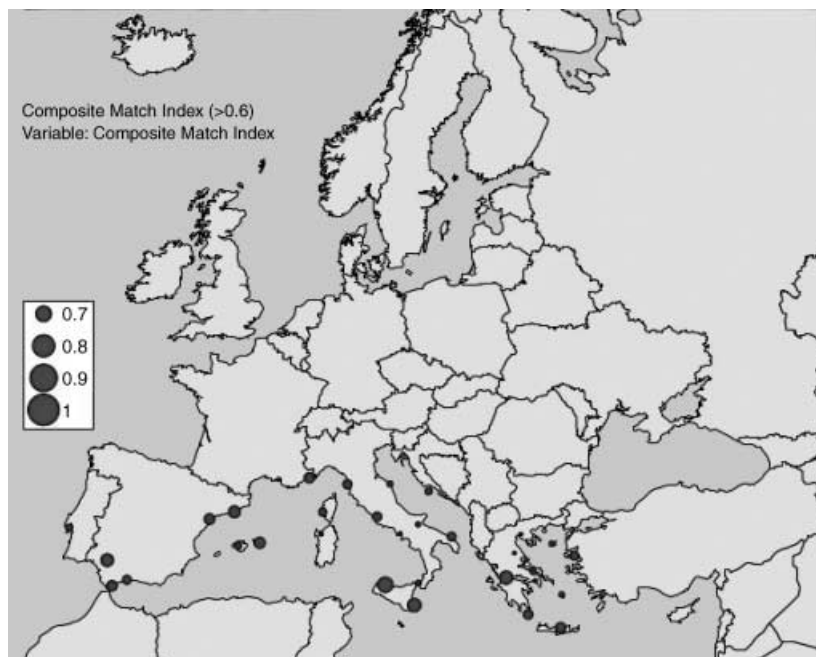 Composite Match Index (>0.6)
Variable: Composite Match Index
0.7
0.8
0.9
1